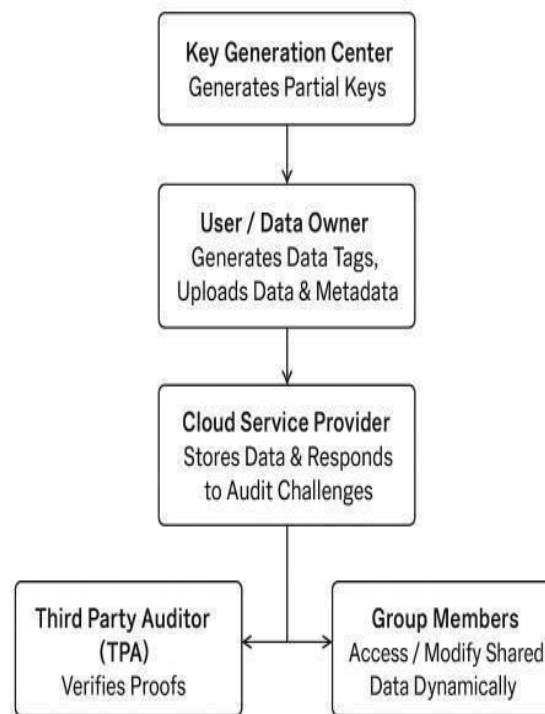 Key Generation Center
Generates Partial Keys
User / Data Owner
Generates Data Tags,
Uploads Data & Metadata
Cloud Service Provider
Stores Data & Responds
to Audit Challenges
Third Party Auditor
(TPA)
Verifies Proofs
Group Members
Access / Modify Shared
Data Dynamically